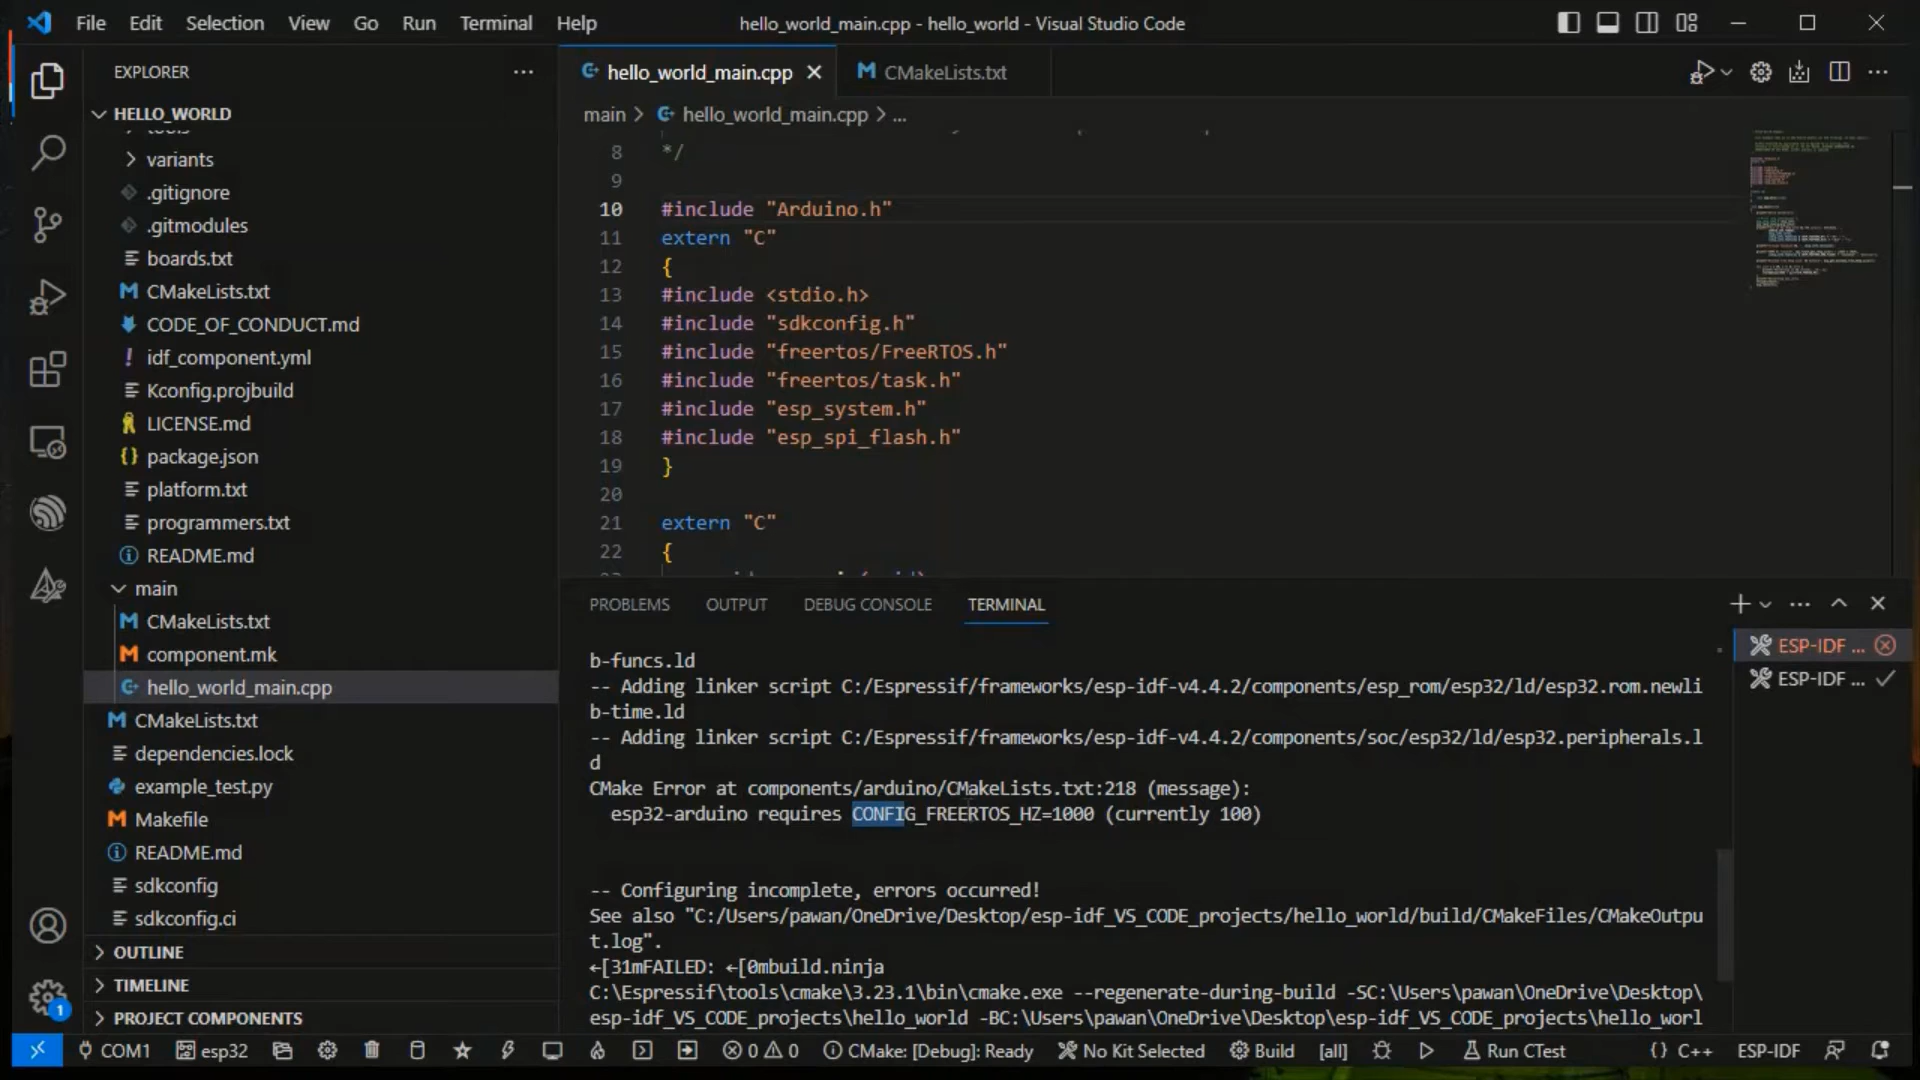 File Edit Selection View Go Run Terminal Help
hello_world_main.cpp - hello_world - Visual Studio Code
EXPLORER
HELLO_WORLD
tools
variants
.gitignore
.gitmodules
boards.txt
CMakeLists.txt
CODE_OF_CONDUCT.md
idf_component.yml
Kconfig.projbuild
LICENSE.md
package.json
platform.txt
programmers.txt
README.md
main
CMakeLists.txt
component.mk
hello_world_main.cpp
CMakeLists.txt
dependencies.lock
example_test.py
Makefile
README.md
sdkconfig
sdkconfig.ci
OUTLINE
TIMELINE
PROJECT COMPONENTS
1
hello_world_main.cpp
CMakeLists.txt
main > hello_world_main.cpp > ...
8 */
9
10 #include "Arduino.h"
11 extern "C"
12 {
13 #include <stdio.h>
14 #include "sdkconfig.h"
15 #include "freertos/FreeRTOS.h"
16 #include "freertos/task.h"
17 #include "esp_system.h"
18 #include "esp_spi_flash.h"
19 }
20
21 extern "C"
22 {
PROBLEMS OUTPUT DEBUG CONSOLE TERMINAL
b-funcs.ld
-- Adding linker script C:/Espressif/frameworks/esp-idf-v4.4.2/components/esp_rom/esp32/ld/esp32.rom.newli
b-time.ld
-- Adding linker script C:/Espressif/frameworks/esp-idf-v4.4.2/components/soc/esp32/ld/esp32.peripherals.l
d
CMake Error at components/arduino/CMakeLists.txt:218 (message):
esp32-arduino requires CONFIG_FREERTOS_HZ=1000 (currently 100)
-- Configuring incomplete, errors occurred!
See also "C:/Users/pawan/OneDrive/Desktop/esp-idf_VS_CODE_projects/hello_world/build/CMakeFiles/CMakeOutpu
t.log".
←[31mFAILED: ←[0mbuild.ninja
C:\Espressif\tools\cmake\3.23.1\bin\cmake.exe --regenerate-during-build -SC:\Users\pawan\OneDrive\Desktop\
esp-idf_VS_CODE_projects\hello_world -BC:\Users\pawan\OneDrive\Desktop\esp-idf_VS_CODE_projects\hello_worl
ESP-IDF ...
ESP-IDF ...
COM1 esp32 0 0 CMake: [Debug]: Ready No Kit Selected Build [all] Run CTest {} C++ ESP-IDF